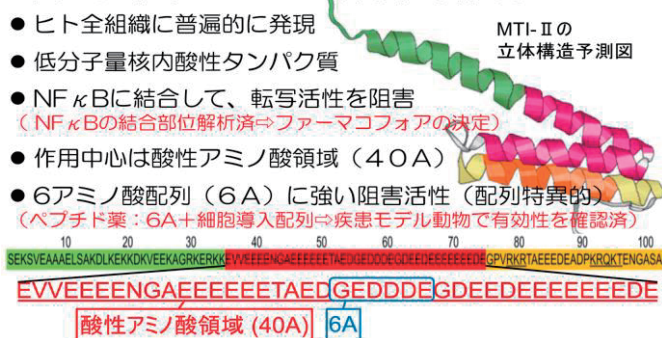 ● ヒト全組織に普遍的に発現
MTI-Ⅱの
立体構造予測図
● 低分子量核内酸性タンパク質
● NFκBに結合して、転写活性を阻害
(NFκBの結合部位解析済⇨ファーマコフォアの決定)
● 作用中心は酸性アミノ酸領域(40A)
● 6アミノ酸配列(6A)に強い阻害活性(配列特異的)
(ペプチド薬:6A+細胞導入配列⇨疾患モデル動物で有効性を確認済)
10 20 30 40 50 60 70 80 90 100
SEKSVEAAAELSAKDLKEKKDKVEEKAGRKERKKEVVEEEENGAEEEEEETAEDGEDDDEGDEEDEEEEEEEEDEGPVRKRTAEEEDEADPKRQKTENGASA
EVVEEEENGAEEEEEETAEDGEDDDEGDEEDEEEEEEEEDE
酸性アミノ酸領域 (40A) 6A